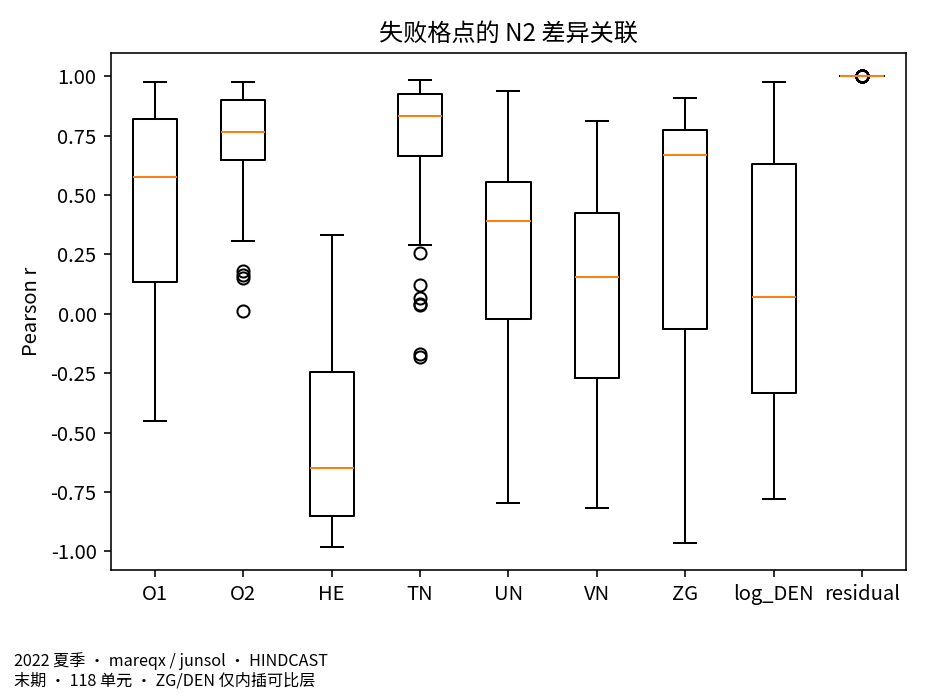 失败格点的 N2 差异关联
Pearson r
1.00
0.75
0.50
0.25
0.00
-0.25
-0.50
-0.75
-1.00
O1 O2 HE TN UN VN ZG log_DEN residual
2022 夏季 · mareqx / junsol · HINDCAST
末期 · 118 单元 · ZG/DEN 仅内插可比层